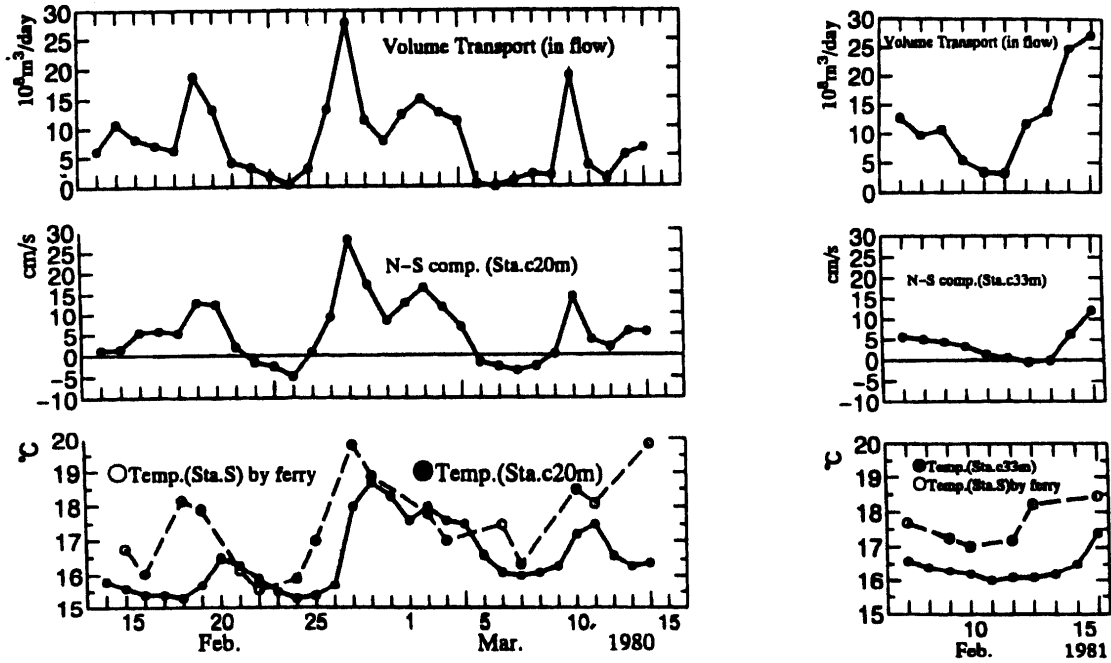 30
25
20
15
10
5
0
10⁸m³/day
Volume Transport (in flow)
30
25
20
15
10
5
0
-5
-10
cm/s
N-S comp. (Sta.c20m)
20
19
18
17
16
15
°C
Temp.(Sta.S) by ferry
Temp.(Sta.c20m)
15 20 25 1 5 10.
Feb. Mar. 1980
30
25
20
15
10
5
0
10⁸m³/day
Volume Transport (in flow)
30
25
20
15
10
5
0
-5
-10
cm/s
N-S comp.(Sta.c33m)
20
19
18
17
16
15
°C
Temp.(Sta.c33m)
Temp.(Sta.S)by ferry
10 15
Feb. 1981